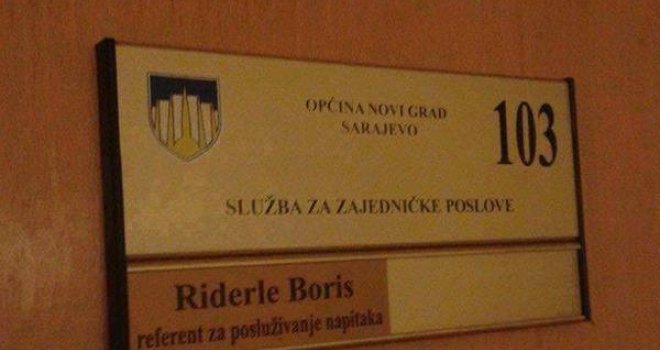 OPĆINA NOVI GRAD
SARAJEVO
103
SLUŽBA ZA ZAJEDNIČKE POSLOVE
Riderle Boris
referent za posluživanje napitaka